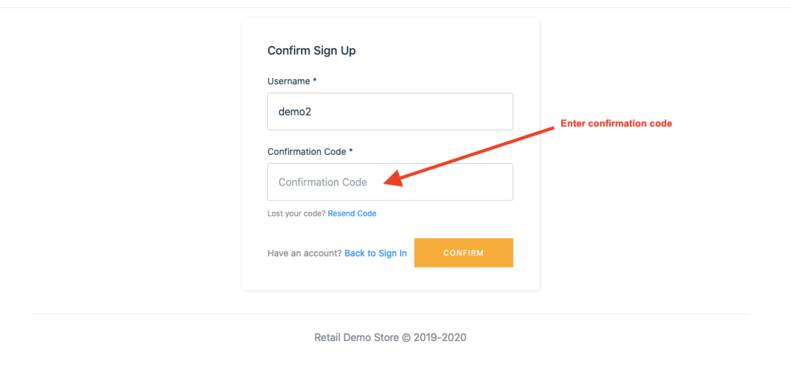 Confirm Sign Up
Username *
demo2
Enter confirmation code
Confirmation Code *
Confirmation Code
Lost your code? Resend Code
Have an account? Back to Sign In
CONFIRM
Retail Demo Store © 2019-2020